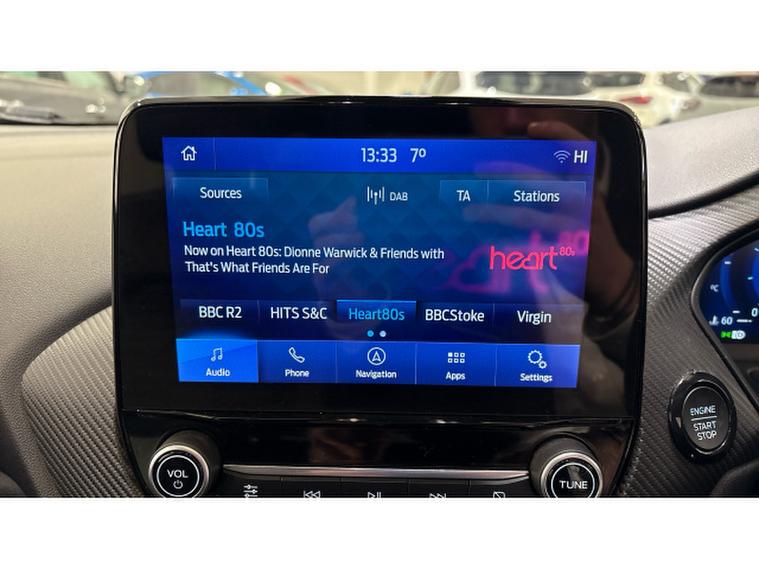 13:33 7º HI
Sources DAB TA Stations
Heart 80s
Now on Heart 80s: Dionne Warwick & Friends with
That's What Friends Are For
heart 80s
BBC R2 HITS S&C Heart80s BBCStoke Virgin
Audio Phone Navigation Apps Settings
VOL
TUNE
ENGINE
START
STOP
°C
60
0